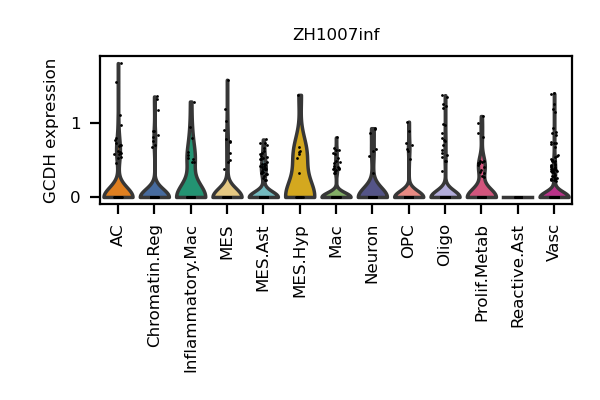 ZH1007inf
GCDH expression
1
0
AC
Chromatin.Reg
Inflammatory.Mac
MES
MES.Ast
MES.Hyp
Mac
Neuron
OPC
Oligo
Prolif.Metab
Reactive.Ast
Vasc